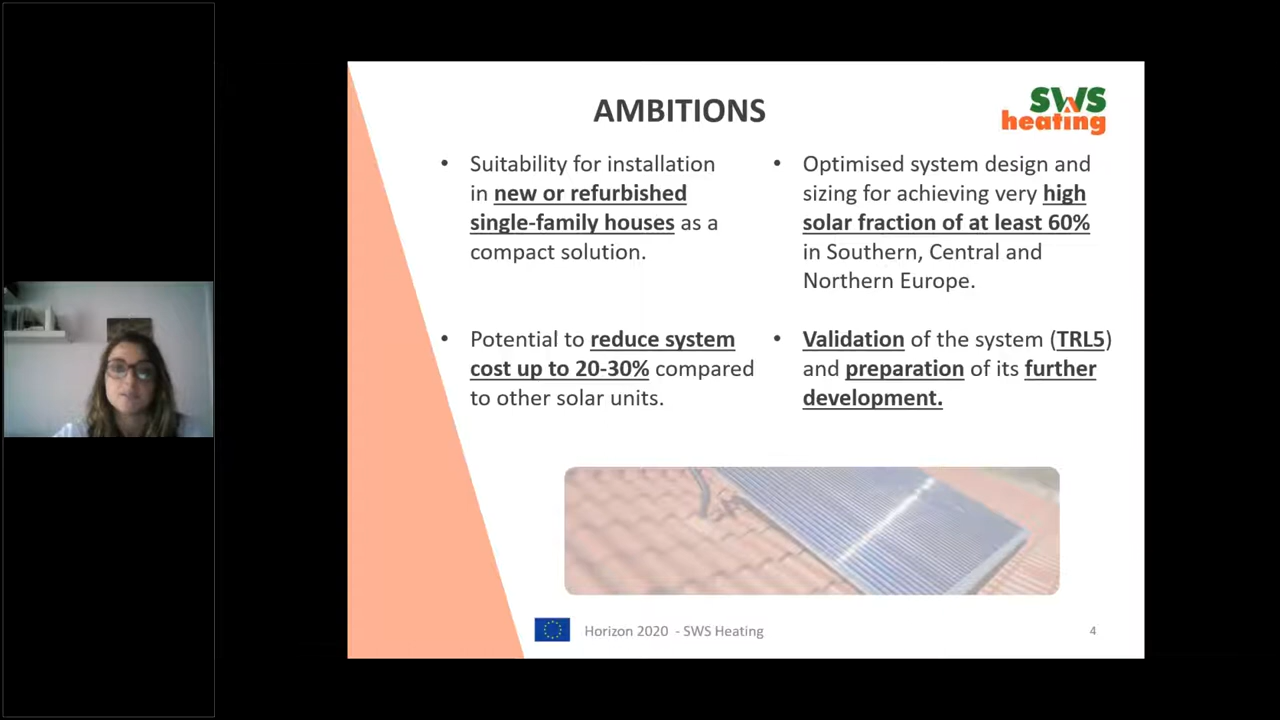 AMBITIONS
SWS
heating
• Suitability for installation
in new or refurbished
single-family houses as a
compact solution.
• Potential to reduce system
cost up to 20-30% compared
to other solar units.
• Optimised system design and
sizing for achieving very high
solar fraction of at least 60%
in Southern, Central and
Northern Europe.
• Validation of the system (TRL5)
and preparation of its further
development.
Horizon 2020 - SWS Heating
4